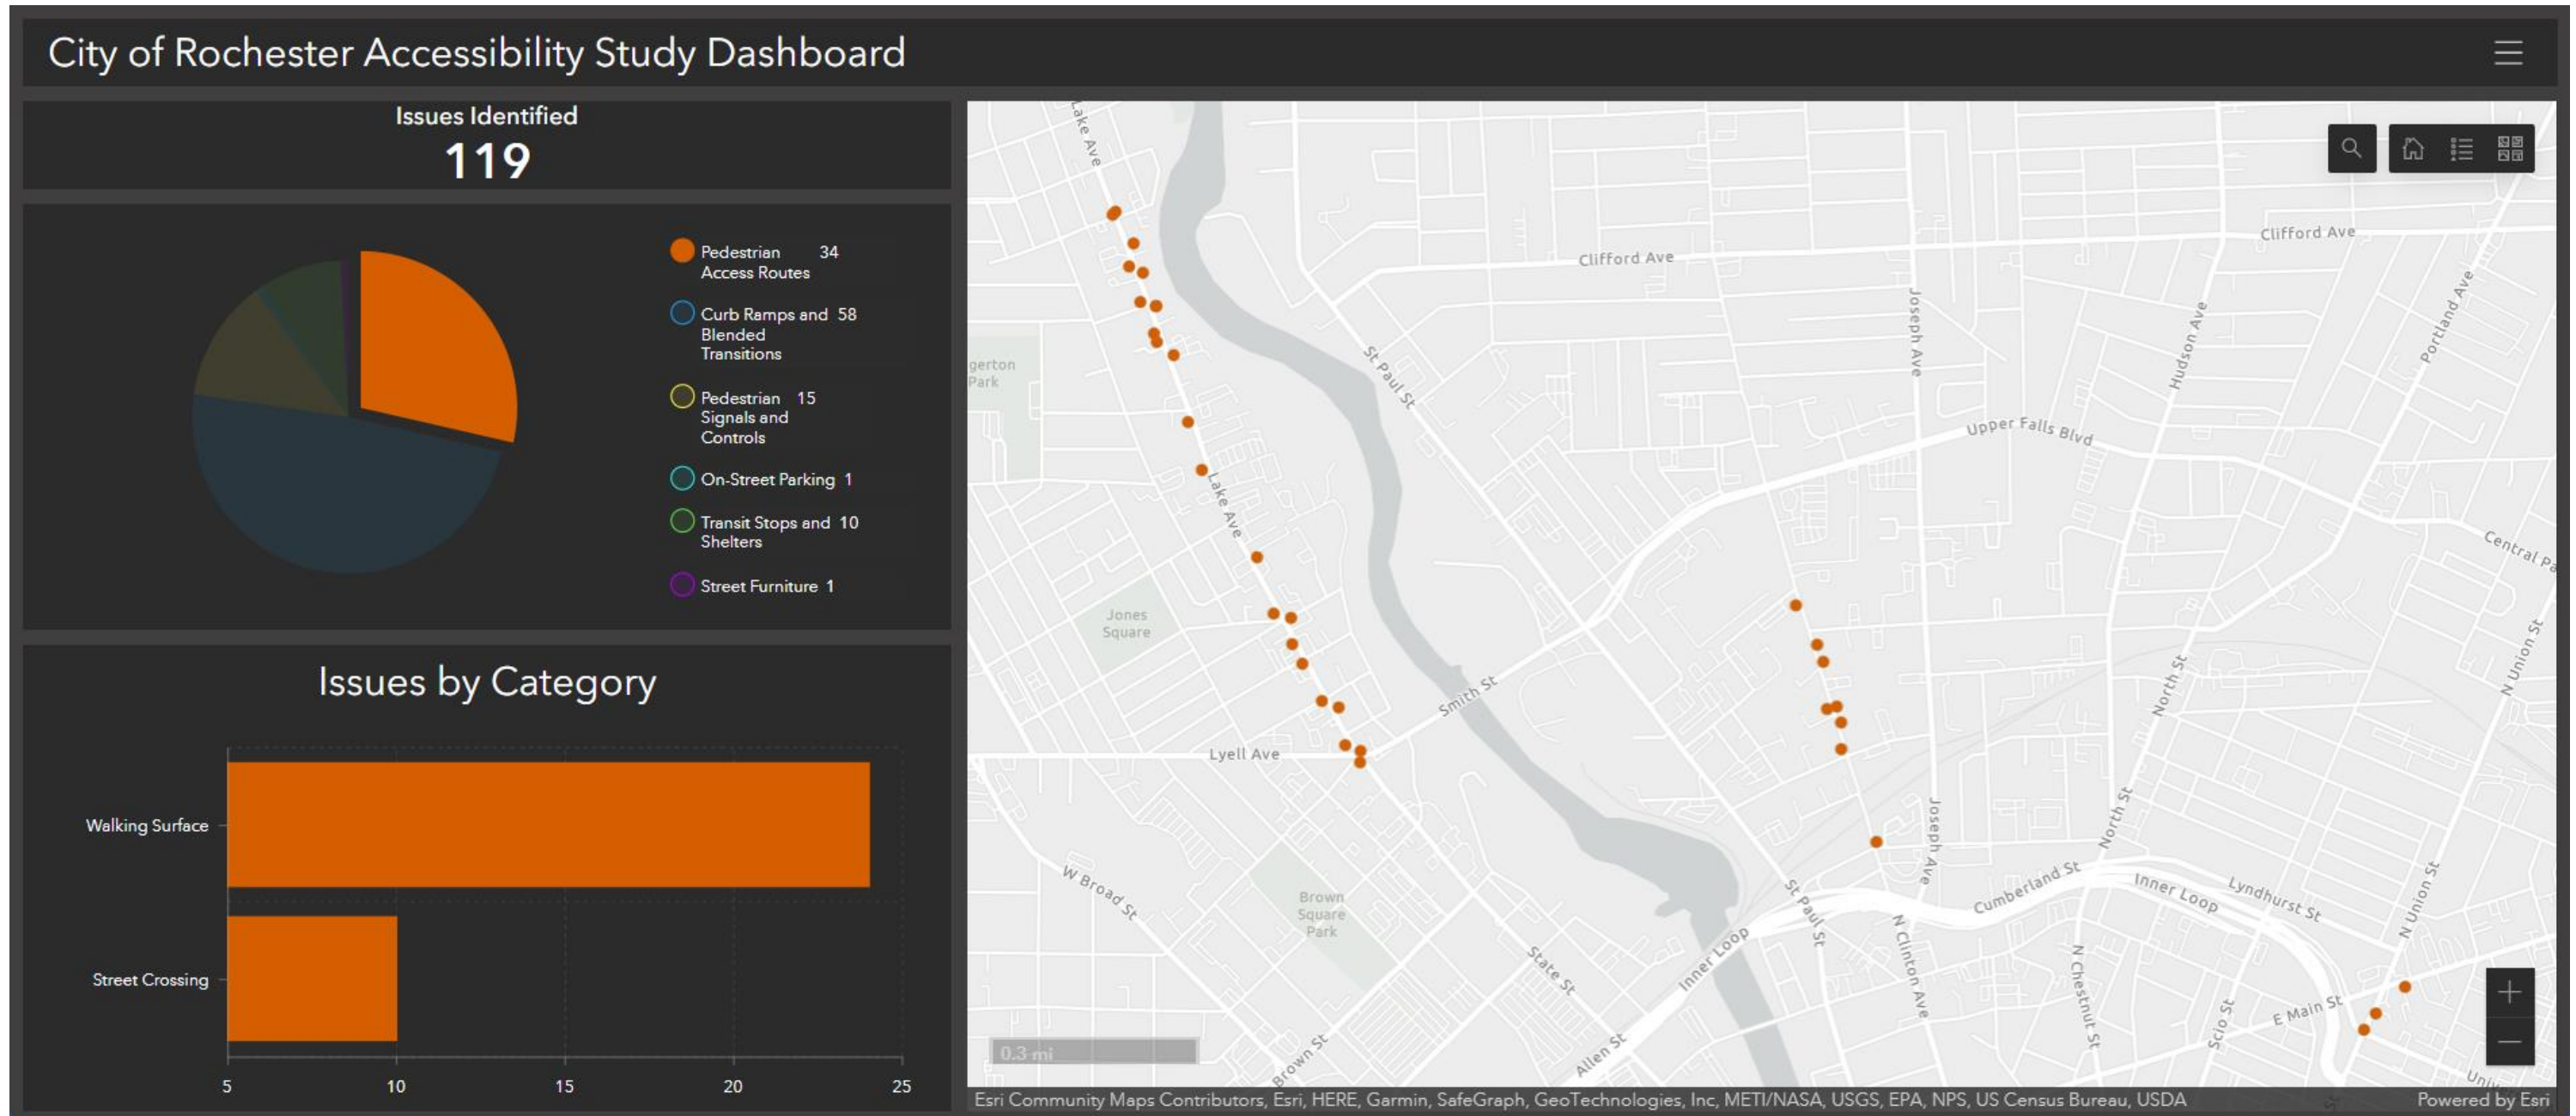 City of Rochester Accessibility Study Dashboard
Issues Identified
119
Pedestrian 34
Access Routes
Curb Ramps and 58
Blended
Transitions
Pedestrian 15
Signals and
Controls
On-Street Parking 1
Transit Stops and 10
Shelters
Street Furniture 1
Issues by Category
Walking Surface
Street Crossing
5 10 15 20 25
Lake Ave
Clifford Ave
Clifford Ave
Joseph Ave
Hudson Ave
Portland Ave
gerton
Park
St Paul St
Upper Falls Blvd
Lake Ave
Central Pa
Jones
Square
Smith St
North St
N Union St
Lyell Ave
Joseph Ave
North St
W Broad St
Brown
Square
Park
St Paul St
Cumberland St
Inner Loop
Lyndhurst St
N Union St
State St
Inner Loop
N Clinton Ave
N Chestnut St
Scio St
E Main St
0.3 mi
Brown St
Allen St
Univ
Esri Community Maps Contributors, Esri, HERE, Garmin, SafeGraph, GeoTechnologies, Inc, METI/NASA, USGS, EPA, NPS, US Census Bureau, USDA
Powered by Esri